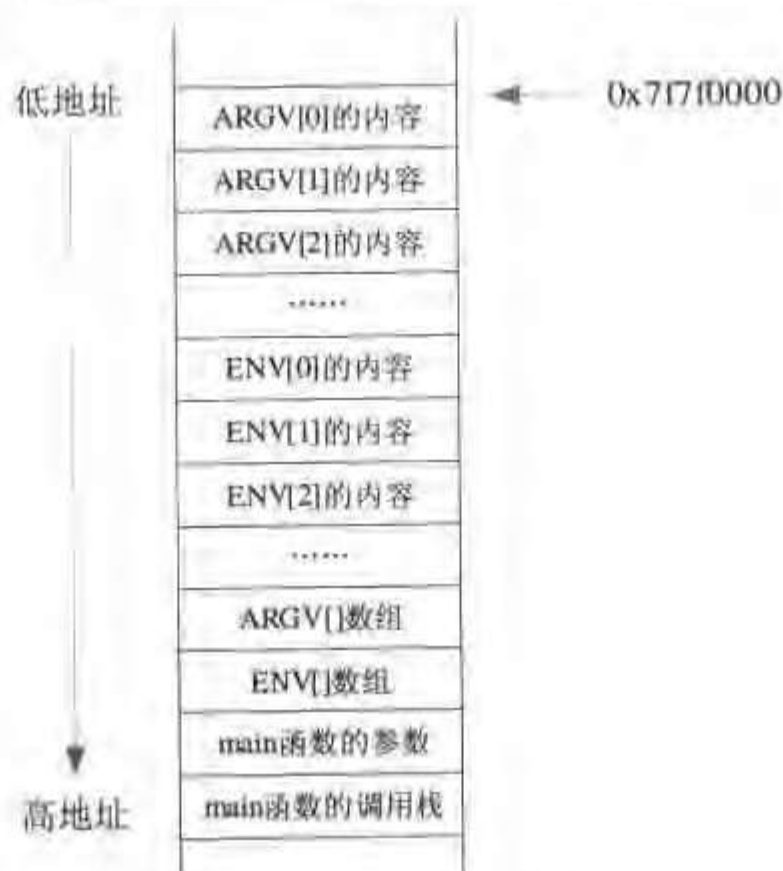 低地址
0x7f7f0000
ARGV[0]的内容
ARGV[1]的内容
ARGV[2]的内容
......
ENV[0]的内容
ENV[1]的内容
ENV[2]的内容
......
ARGV[]数组
ENV[]数组
main函数的参数
main函数的调用栈
高地址